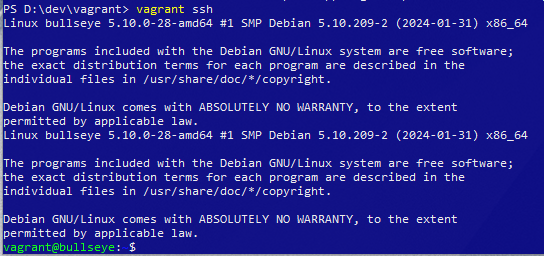 PS D:\dev\vagrant> vagrant ssh
Linux bullseye 5.10.0-28-amd64 #1 SMP Debian 5.10.209-2 (2024-01-31) x86_64
The programs included with the Debian GNU/Linux system are free software;
the exact distribution terms for each program are described in the
individual files in /usr/share/doc/*/copyright.
Debian GNU/Linux comes with ABSOLUTELY NO WARRANTY, to the extent
permitted by applicable law.
Linux bullseye 5.10.0-28-amd64 #1 SMP Debian 5.10.209-2 (2024-01-31) x86_64
The programs included with the Debian GNU/Linux system are free software;
the exact distribution terms for each program are described in the
individual files in /usr/share/doc/*/copyright.
Debian GNU/Linux comes with ABSOLUTELY NO WARRANTY, to the extent
permitted by applicable law.
vagrant@bullseye: $